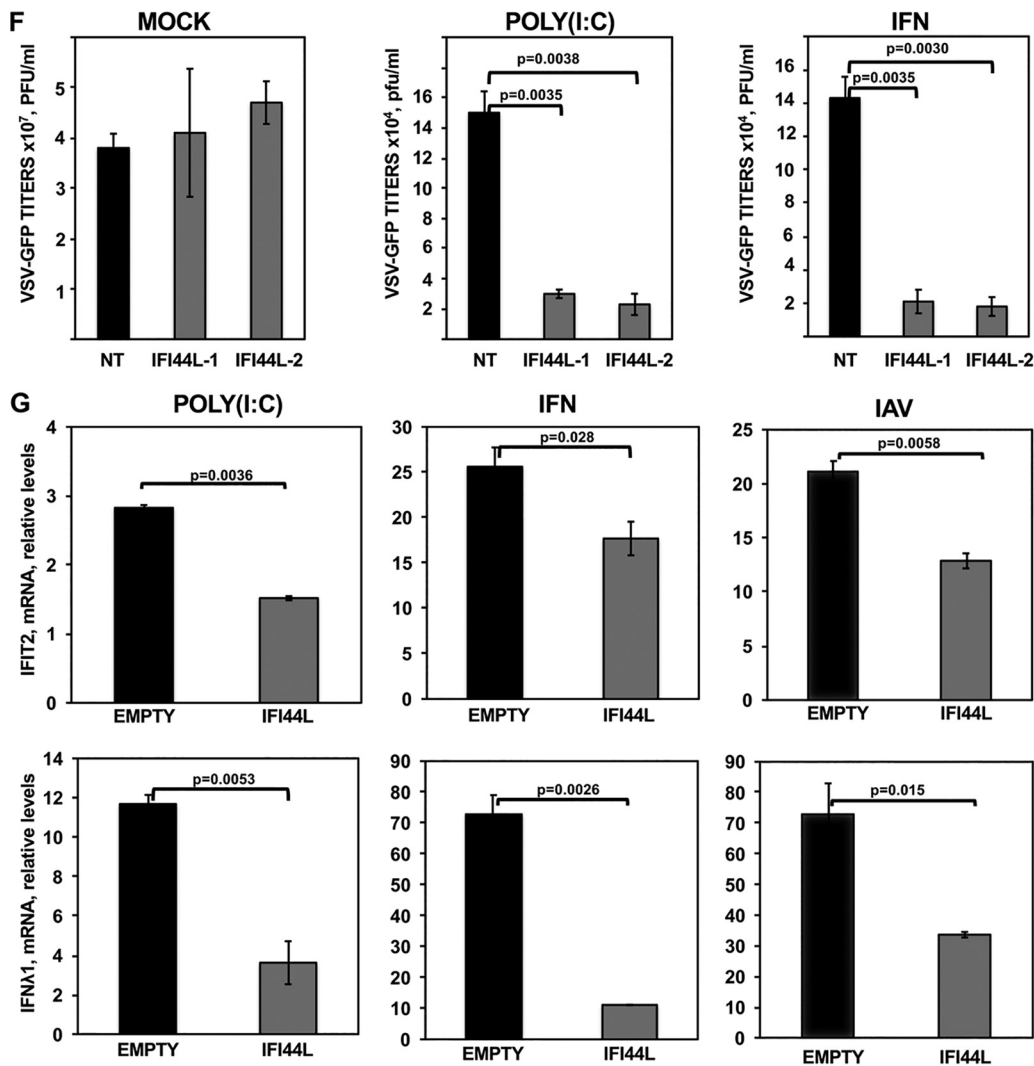 F
MOCK
VSV-GFP TITERS x10⁷, PFU/ml
5
4
3
2
1
NT IFI44L-1 IFI44L-2
POLY(I:C)
VSV-GFP TITERS x10⁴, pfu/ml
16
14
12
10
8
6
4
2
p=0.0038
p=0.0035
NT IFI44L-1 IFI44L-2
IFN
VSV-GFP TITERS x10⁴, PFU/ml
16
14
12
10
8
6
4
2
p=0.0030
p=0.0035
NT IFI44L-1 IFI44L-2
G
POLY(I:C)
IFIT2, mRNA, relative levels
4
3
2
1
0
p=0.0036
EMPTY IFI44L
IFN
30
25
20
15
10
5
0
p=0.028
EMPTY IFI44L
IAV
25
20
15
10
5
0
p=0.0058
EMPTY IFI44L
IFNλ1, mRNA, relative levels
14
12
10
8
6
4
2
0
p=0.0053
EMPTY IFI44L
90
80
70
60
50
40
30
20
10
0
p=0.0026
EMPTY IFI44L
90
80
70
60
50
40
30
20
10
0
p=0.015
EMPTY IFI44L